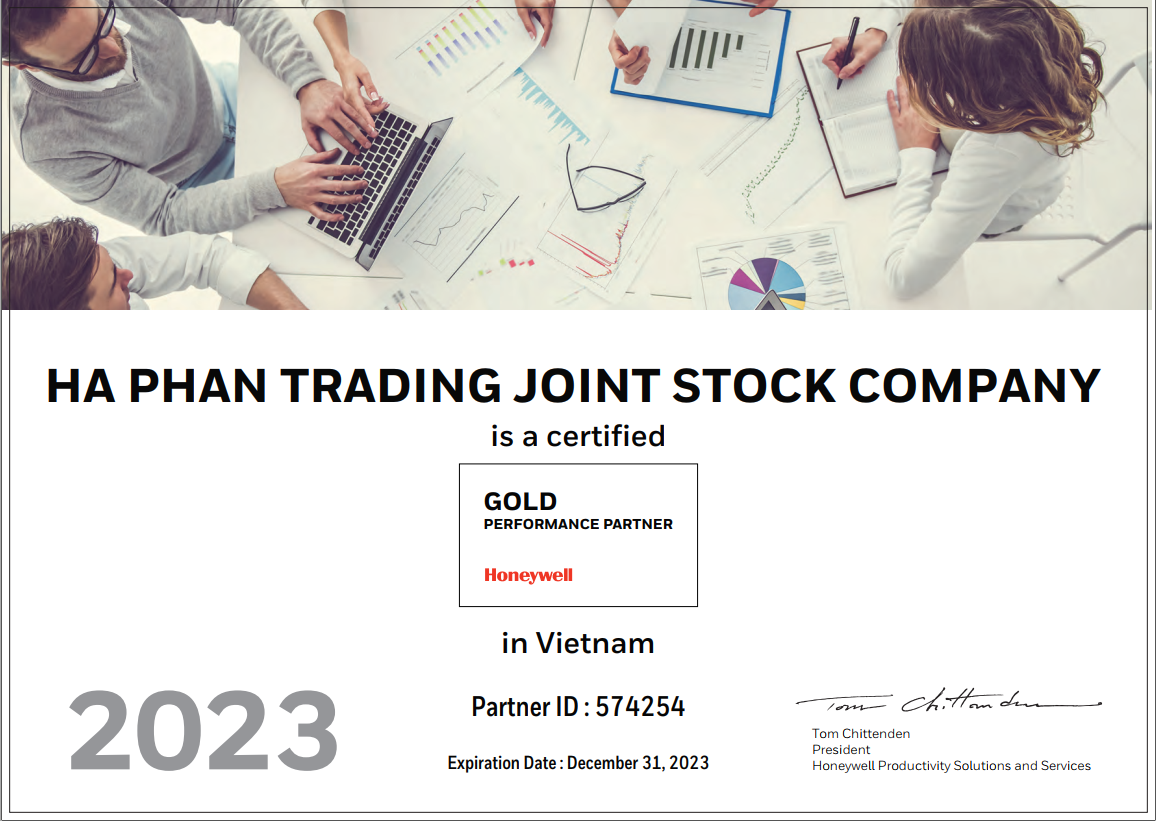 HA PHAN TRADING JOINT STOCK COMPANY
is a certified
GOLD
PERFORMANCE PARTNER
Honeywell
in Vietnam
2023
Partner ID : 574254
Expiration Date : December 31, 2023
Tom Chittenden
Tom Chittenden
President
Honeywell Productivity Solutions and Services